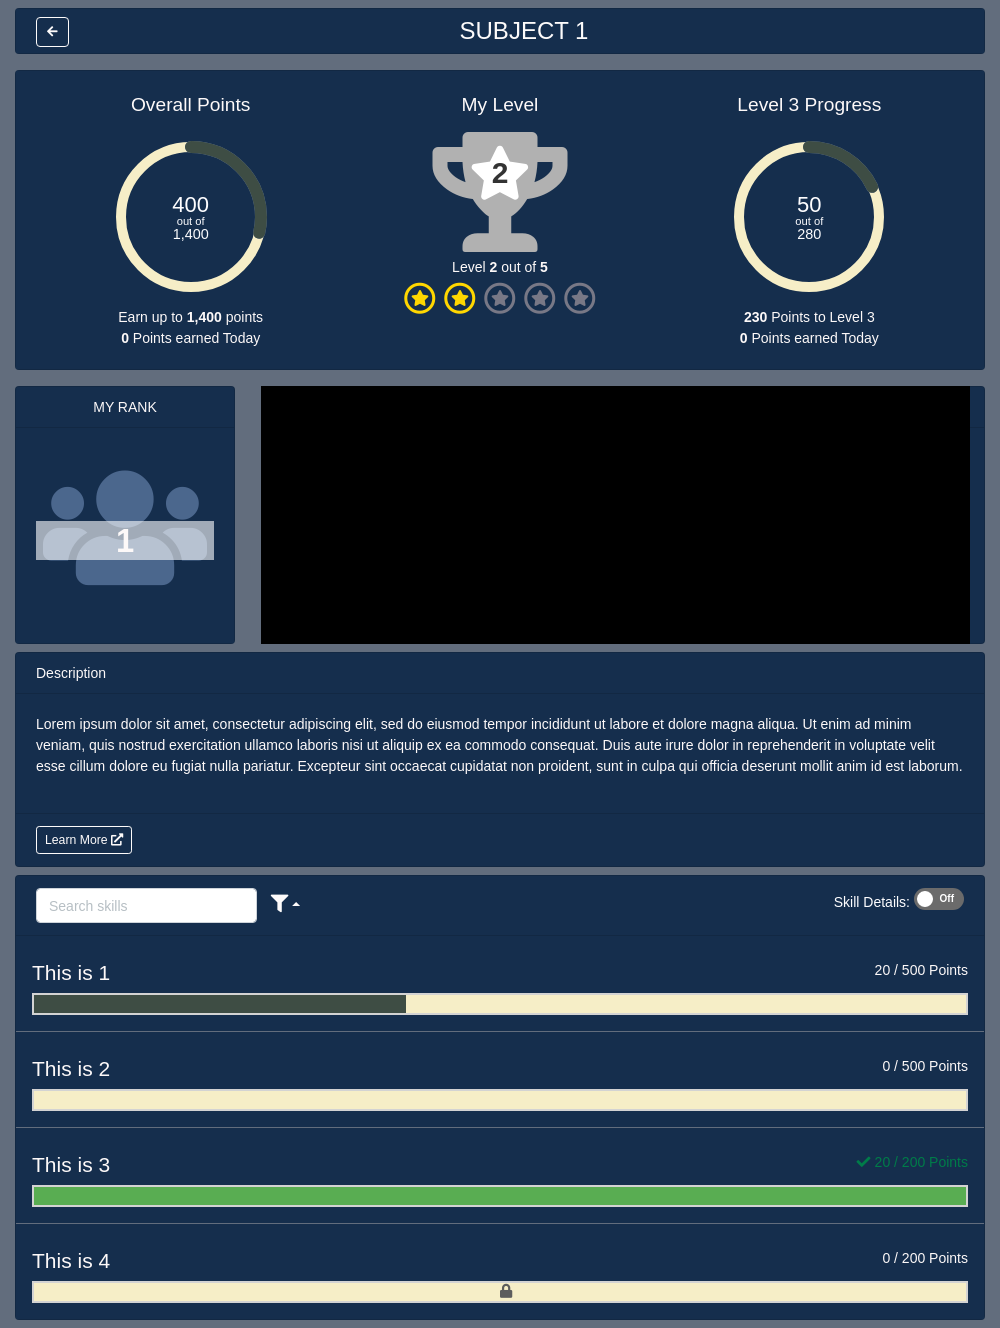 SUBJECT 1
Overall Points
400
out of
1,400
Earn up to 1,400 points
0 Points earned Today
My Level
2
Level 2 out of 5
Level 3 Progress
50
out of
280
230 Points to Level 3
0 Points earned Today
MY RANK
1
Description
Lorem ipsum dolor sit amet, consectetur adipiscing elit, sed do eiusmod tempor incididunt ut labore et dolore magna aliqua. Ut enim ad minim
veniam, quis nostrud exercitation ullamco laboris nisi ut aliquip ex ea commodo consequat. Duis aute irure dolor in reprehenderit in voluptate velit
esse cillum dolore eu fugiat nulla pariatur. Excepteur sint occaecat cupidatat non proident, sunt in culpa qui officia deserunt mollit anim id est laborum.
Learn More
Search skills
Skill Details: Off
This is 1
20 / 500 Points
This is 2
0 / 500 Points
This is 3
20 / 200 Points
This is 4
0 / 200 Points